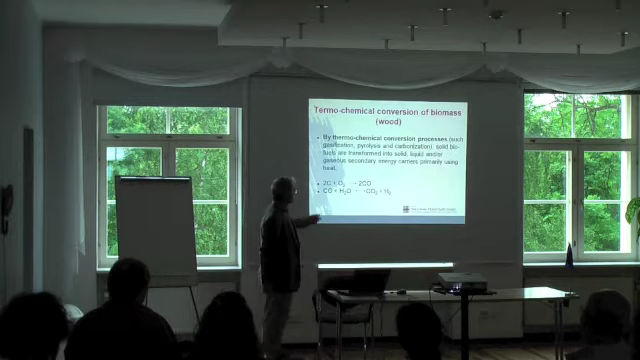 Termo-chemical conversion of biomass
(wood)
• By thermo-chemical conversion processes (such
gasification, pyrolysis and carbonization), solid bio-
fuels are transformed into solid, liquid and/or
gaseous secondary energy carries primarily using
heat.
• 2C + O₂ → 2CO
• CO + H₂O → CO₂ + H₂